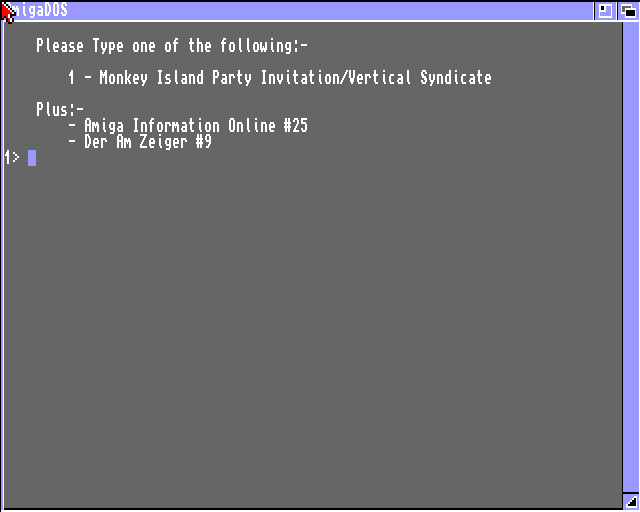 AmigaDOS
Please Type one of the following:-
1 - Monkey Island Party Invitation/Vertical Syndicate
Plus:-
- Amiga Information Online #25
- Der Am Zeiger #9
1>